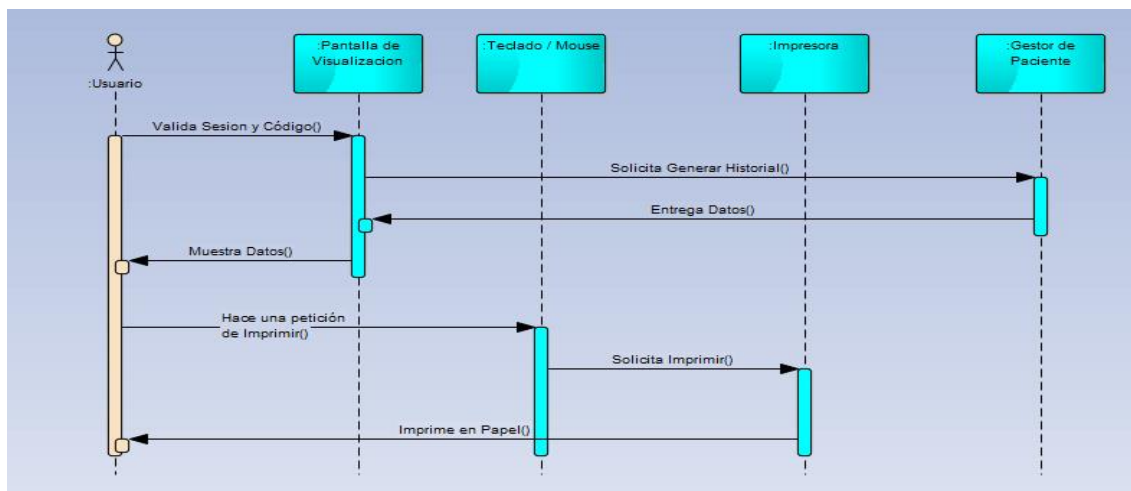 :Usuario
:Pantalla de
Visualizacion
:Teclado / Mouse
:Impresora
:Gestor de
Paciente
Valida Sesion y Código()
Solicita Generar Historial()
Entrega Datos()
Muestra Datos()
Hace una petición
de Imprimir()
Solicita Imprimir()
Imprime en Papel()